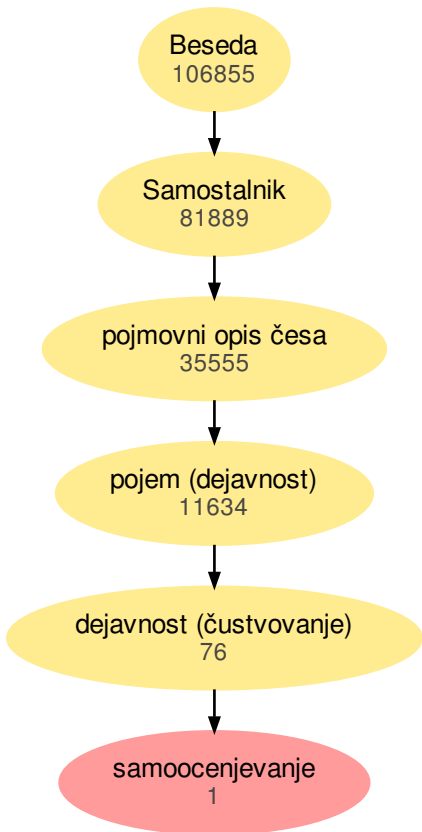 Beseda
106855
Samostalnik
81889
pojmovni opis česa
35555
pojem (dejavnost)
11634
dejavnost (čustvovanje)
76
samoocenjevanje
1